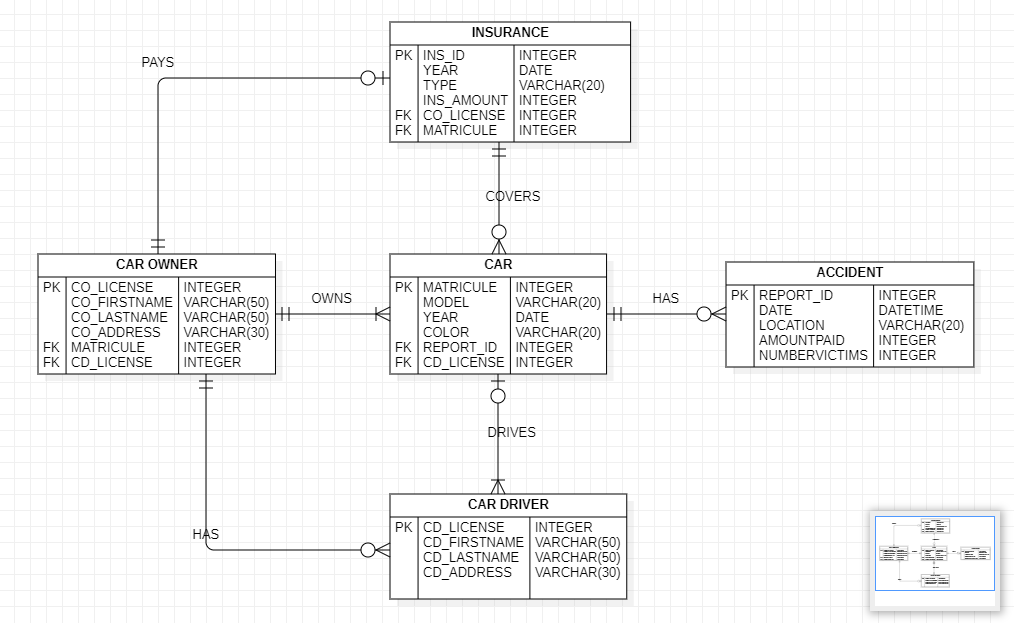 INSURANCE
PK INS_ID INTEGER
YEAR DATE
TYPE VARCHAR(20)
INS_AMOUNT INTEGER
FK CO_LICENSE INTEGER
FK MATRICULE INTEGER
PAYS
COVERS
CAR OWNER
PK CO_LICENSE INTEGER
CO_FIRSTNAME VARCHAR(50)
CO_LASTNAME VARCHAR(50)
CO_ADDRESS VARCHAR(30)
FK MATRICULE INTEGER
FK CD_LICENSE INTEGER
OWNS
CAR
PK MATRICULE INTEGER
MODEL VARCHAR(20)
YEAR DATE
COLOR VARCHAR(20)
FK REPORT_ID INTEGER
FK CD_LICENSE INTEGER
HAS
ACCIDENT
PK REPORT_ID INTEGER
DATE DATETIME
LOCATION VARCHAR(20)
AMOUNTPAID INTEGER
NUMBERVICTIMS INTEGER
DRIVES
HAS
CAR DRIVER
PK CD_LICENSE INTEGER
CD_FIRSTNAME VARCHAR(50)
CD_LASTNAME VARCHAR(50)
CD_ADDRESS VARCHAR(30)